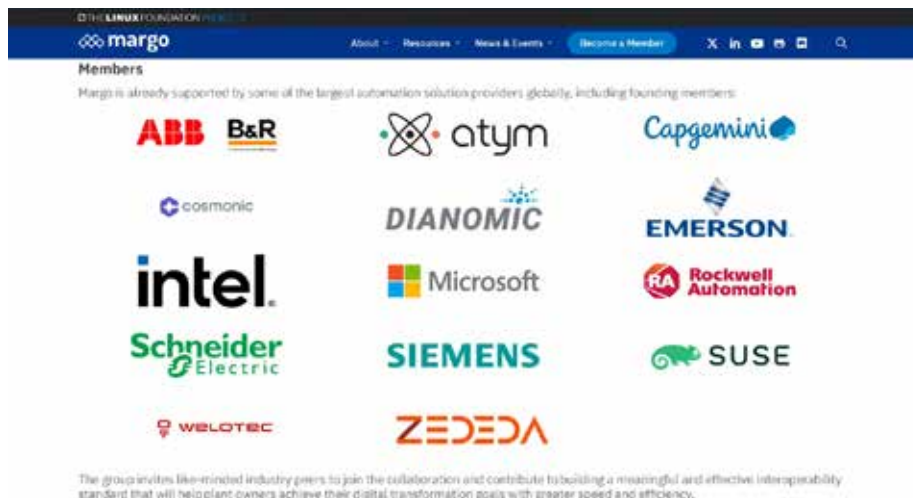 THE LINUX FOUNDATION PROJECTS
margo About Resources News & Events Become a Member X in
Members
Margo is already supported by some of the largest automation solution providers globally, including founding members:
ABB B&R atym Capgemini
cosmonic DIANOMIC EMERSON
intel. Microsoft RA Rockwell Automation
Schneider Electric SIEMENS SUSE
WELOTEC ZEDEDA
The group invites like-minded industry peers to join the collaboration and contribute to building a meaningful and effective interoperability
standard that will help plant owners achieve their digital transformation goals with greater speed and efficiency.